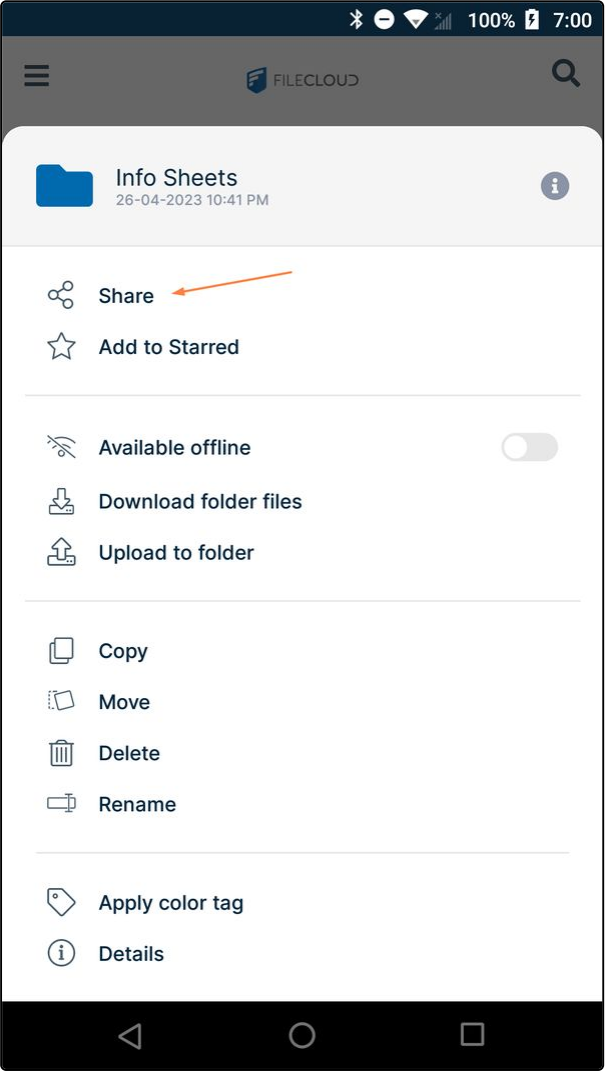 100% 7:00
FILECLOUD
Info Sheets
26-04-2023 10:41 PM
Share
Add to Starred
Available offline
Download folder files
Upload to folder
Copy
Move
Delete
Rename
Apply color tag
Details